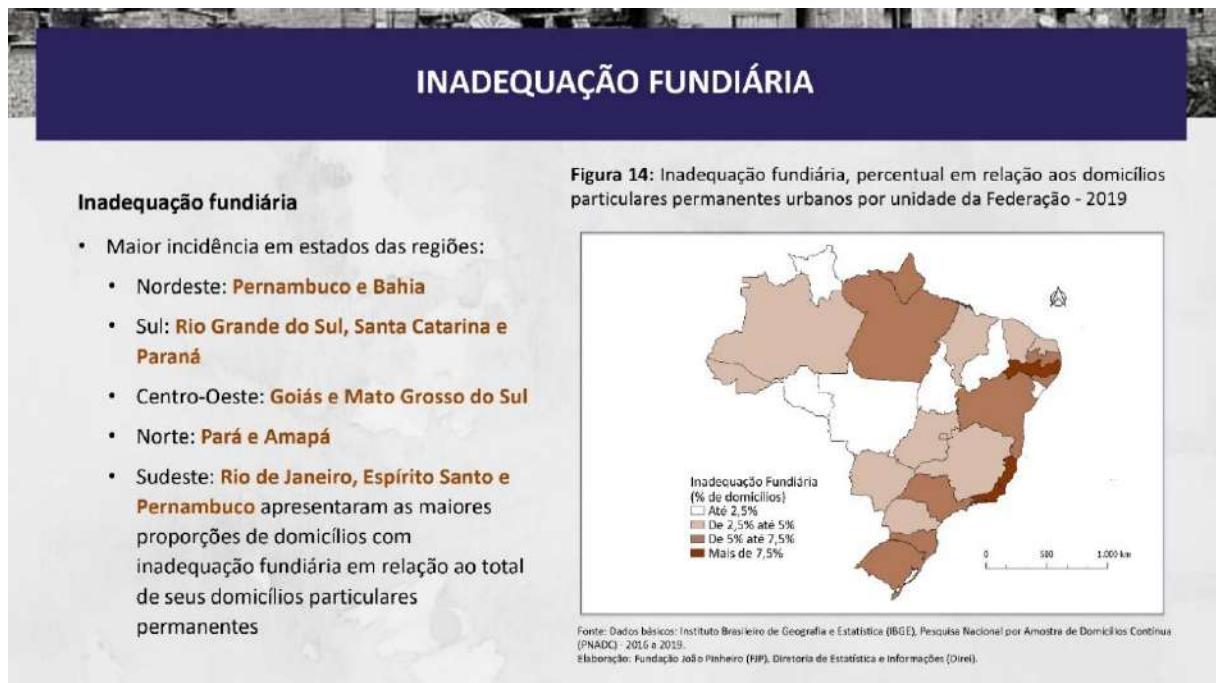 INADEQUAÇÃO FUNDIÁRIA
Inadequação fundiária
• Maior incidência em estados das regiões:
• Nordeste: Pernambuco e Bahia
• Sul: Rio Grande do Sul, Santa Catarina e
Paraná
• Centro-Oeste: Goiás e Mato Grosso do Sul
• Norte: Pará e Amapá
• Sudeste: Rio de Janeiro, Espírito Santo e
Pernambuco apresentaram as maiores
proporções de domicílios com
inadequação fundiária em relação ao total
de seus domicílios particulares
permanentes
Figura 14: Inadequação fundiária, percentual em relação aos domicílios
particulares permanentes urbanos por unidade da Federação - 2019
Inadequação Fundiária
(% de domicílios)
Até 2,5%
De 2,5% até 5%
De 5% até 7,5%
Mais de 7,5%
0 500 1.000 km
Fonte: Dados básicos: Instituto Brasileiro de Geografia e Estatística (IBGE), Pesquisa Nacional por Amostra de Domicílios Contínua
(PNADC) - 2016 a 2019.
Elaboração: Fundação João Pinheiro (FJP), Diretoria de Estatística e Informações (Direi).